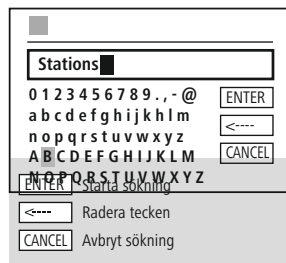 Stations
0 1 2 3 4 5 6 7 8 9 . , - @ ENTER
a b c d e f g h i j k h l m <----
n o p q r s t u v w x y z
A B C D E F G H I J K L M CANCEL
N O P Q R S T U V W X Y Z
ENTER Starta sökning
<---- Radera tecken
CANCEL Avbryt sökning